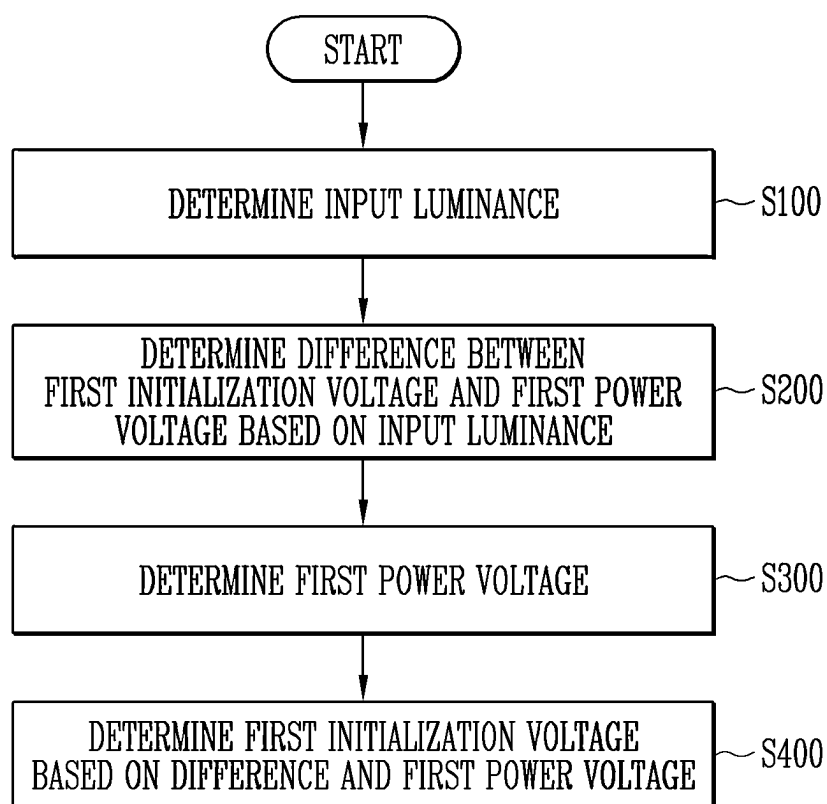 START
DETERMINE INPUT LUMINANCE
S100
DETERMINE DIFFERENCE BETWEEN
FIRST INITIALIZATION VOLTAGE AND FIRST POWER
VOLTAGE BASED ON INPUT LUMINANCE
S200
DETERMINE FIRST POWER VOLTAGE
S300
DETERMINE FIRST INITIALIZATION VOLTAGE
BASED ON DIFFERENCE AND FIRST POWER VOLTAGE
S400